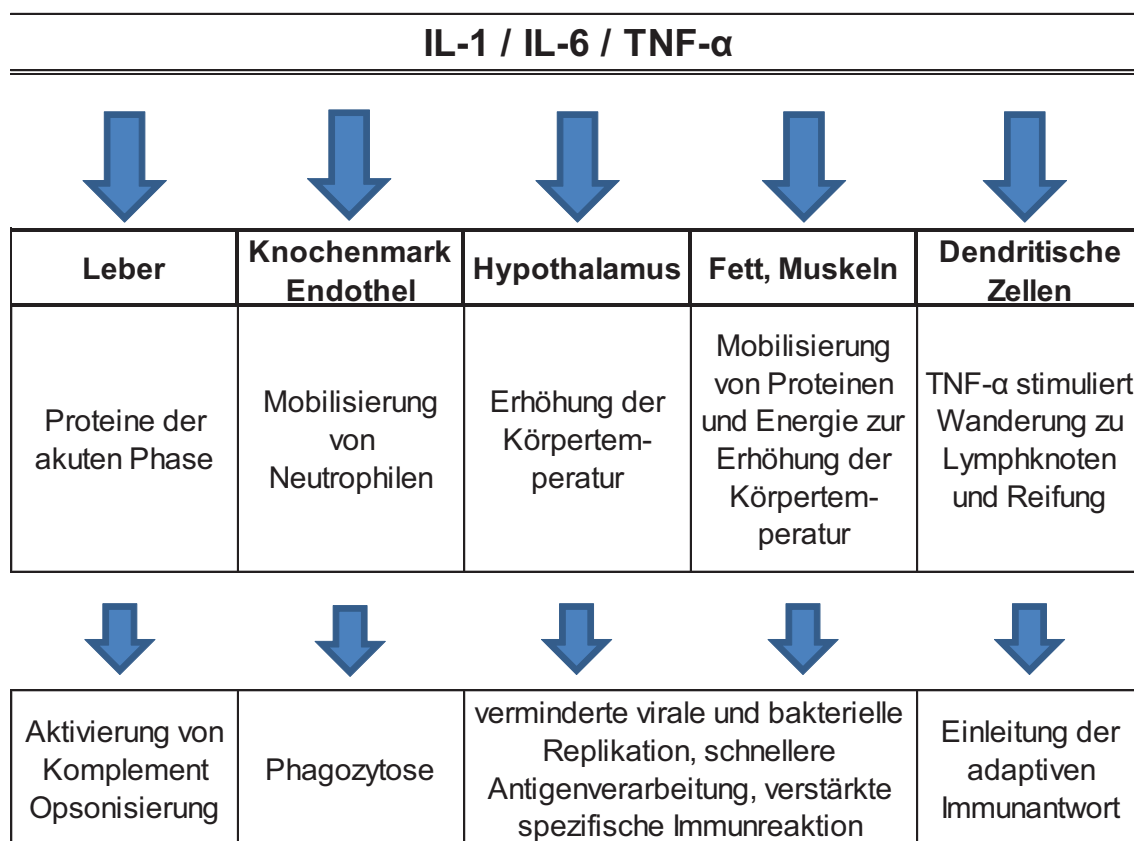 IL-1 / IL-6 / TNF-α
Leber
Knochenmark
Endothel
Hypothalamus
Fett, Muskeln
Dendritische
Zellen
Proteine der
akuten Phase
Mobilisierung
von
Neutrophilen
Erhöhung der
Körpertem-
peratur
Mobilisierung
von Proteinen
und Energie zur
Erhöhung der
Körpertem-
peratur
TNF-α stimuliert
Wanderung zu
Lymphknoten
und Reifung
Aktivierung von
Komplement
Opsonisierung
Phagozytose
verminderte virale und bakterielle
Replikation, schnellere
Antigenverarbeitung, verstärkte
spezifische Immunreaktion
Einleitung der
adaptiven
Immunantwort